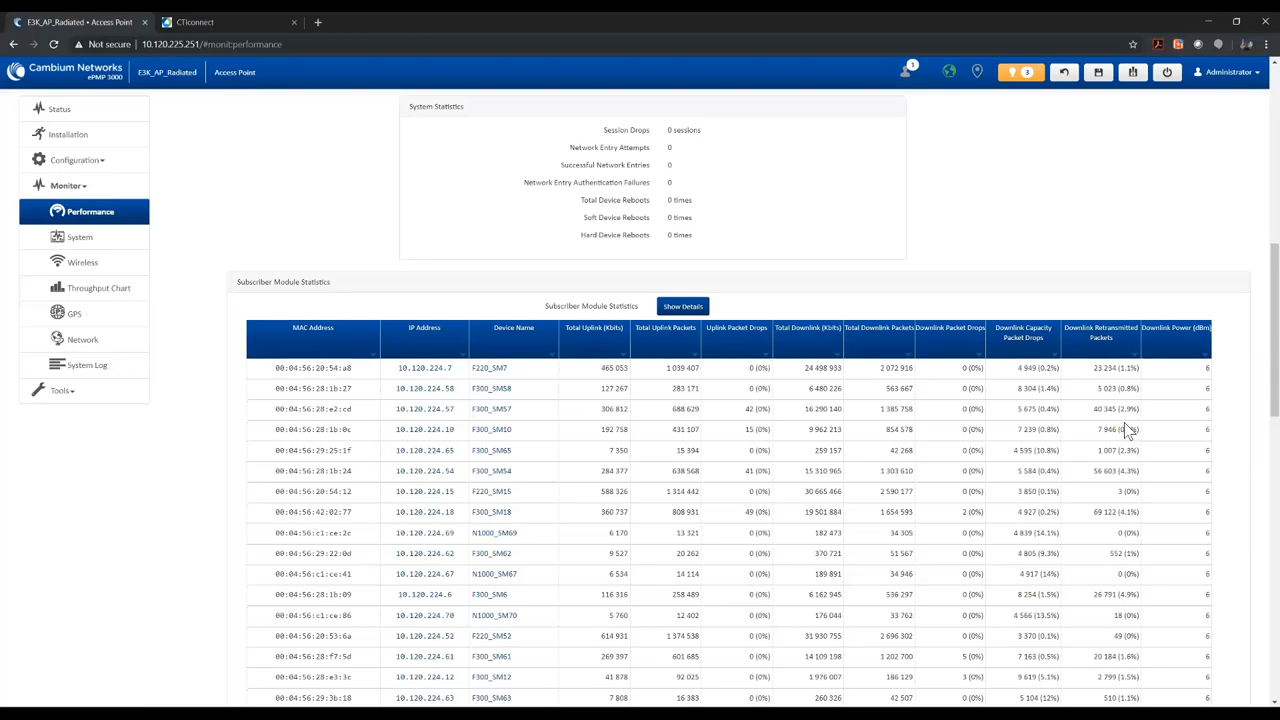 E3K_AP_Radiated • Access Point
CTIconnect
Not secure | 10.120.225.251/#monit:performance
Cambium Networks
ePMP 3000
E3K_AP_Radiated
Access Point
1
3
Administrator
Status
Installation
Configuration
Monitor
Performance
System
Wireless
Throughput Chart
GPS
Network
System Log
Tools
System Statistics
Session Drops 0 sessions
Network Entry Attempts 0
Successful Network Entries 0
Network Entry Authentication Failures 0
Total Device Reboots 0 times
Soft Device Reboots 0 times
Hard Device Reboots 0 times
Subscriber Module Statistics
Subscriber Module Statistics Show Details
MAC Address IP Address Device Name Total Uplink (Kbits) Total Uplink Packets Uplink Packet Drops Total Downlink (Kbits) Total Downlink Packets Downlink Packet Drops Downlink Capacity Packet Drops Downlink Retransmitted Packets Downlink Power (dBm)
00:04:56:20:54:a8 10.120.224.7 F220_SM7 465 053 1 039 407 0 (0%) 24 498 933 2 072 916 0 (0%) 4 949 (0.2%) 23 234 (1.1%) 6
00:04:56:28:1b:27 10.120.224.58 F300_SM58 127 267 283 171 0 (0%) 6 480 226 563 667 0 (0%) 8 304 (1.4%) 5 023 (0.8%) 6
00:04:56:28:e2:cd 10.120.224.57 F300_SM57 306 812 688 629 42 (0%) 16 290 140 1 385 758 0 (0%) 5 675 (0.4%) 40 345 (2.9%) 6
00:04:56:28:1b:0c 10.120.224.10 F300_SM10 192 758 431 107 15 (0%) 9 962 213 854 578 0 (0%) 7 239 (0.8%) 7 946 6
00:04:56:29:25:1f 10.120.224.65 F300_SM65 7 350 15 394 0 (0%) 259 157 42 268 0 (0%) 4 595 (10.8%) 1 007 (2.3%) 6
00:04:56:28:1b:24 10.120.224.54 F300_SM54 284 377 638 568 41 (0%) 15 310 965 1 303 610 0 (0%) 5 584 (0.4%) 56 603 (4.3%) 6
00:04:56:20:54:12 10.120.224.15 F220_SM15 588 326 1 314 442 0 (0%) 30 665 466 2 590 177 0 (0%) 3 850 (0.1%) 3 (0%) 6
00:04:56:42:02:77 10.120.224.18 F300_SM18 360 737 808 931 49 (0%) 19 501 884 1 654 593 2 (0%) 4 927 (0.2%) 69 122 (4.1%) 6
00:04:56:c1:ce:2c 10.120.224.69 N1000_SM69 6 170 13 321 0 (0%) 182 473 34 305 0 (0%) 4 839 (14.1%) 0 (0%) 6
00:04:56:29:22:0d 10.120.224.62 F300_SM62 9 527 20 262 0 (0%) 370 721 51 567 0 (0%) 4 805 (9.3%) 552 (1%) 6
00:04:56:c1:ce:41 10.120.224.67 N1000_SM67 6 534 14 114 0 (0%) 189 891 34 946 0 (0%) 4 917 (14%) 0 (0%) 6
00:04:56:28:1b:09 10.120.224.6 F300_SM6 116 316 258 489 0 (0%) 6 162 945 536 297 0 (0%) 8 254 (1.5%) 26 791 (4.9%) 6
00:04:56:c1:ce:86 10.120.224.70 N1000_SM70 5 760 12 402 0 (0%) 176 044 33 762 0 (0%) 4 566 (13.5%) 18 (0%) 6
00:04:56:20:53:6a 10.120.224.52 F220_SM52 614 931 1 374 538 0 (0%) 31 930 755 2 696 302 0 (0%) 3 370 (0.1%) 49 (0%) 6
00:04:56:28:f7:5d 10.120.224.61 F300_SM61 269 397 601 685 0 (0%) 14 109 198 1 202 700 5 (0%) 7 163 (0.5%) 20 184 (1.6%) 6
00:04:56:28:e3:3c 10.120.224.12 F300_SM12 41 878 92 025 0 (0%) 1 976 007 186 129 3 (0%) 9 619 (5.1%) 2 799 (1.5%) 6
00:04:56:29:3b:18 10.120.224.63 F300_SM63 7 808 16 383 0 (0%) 260 326 42 507 0 (0%) 5 104 (12%) 510 (1.1%) 6